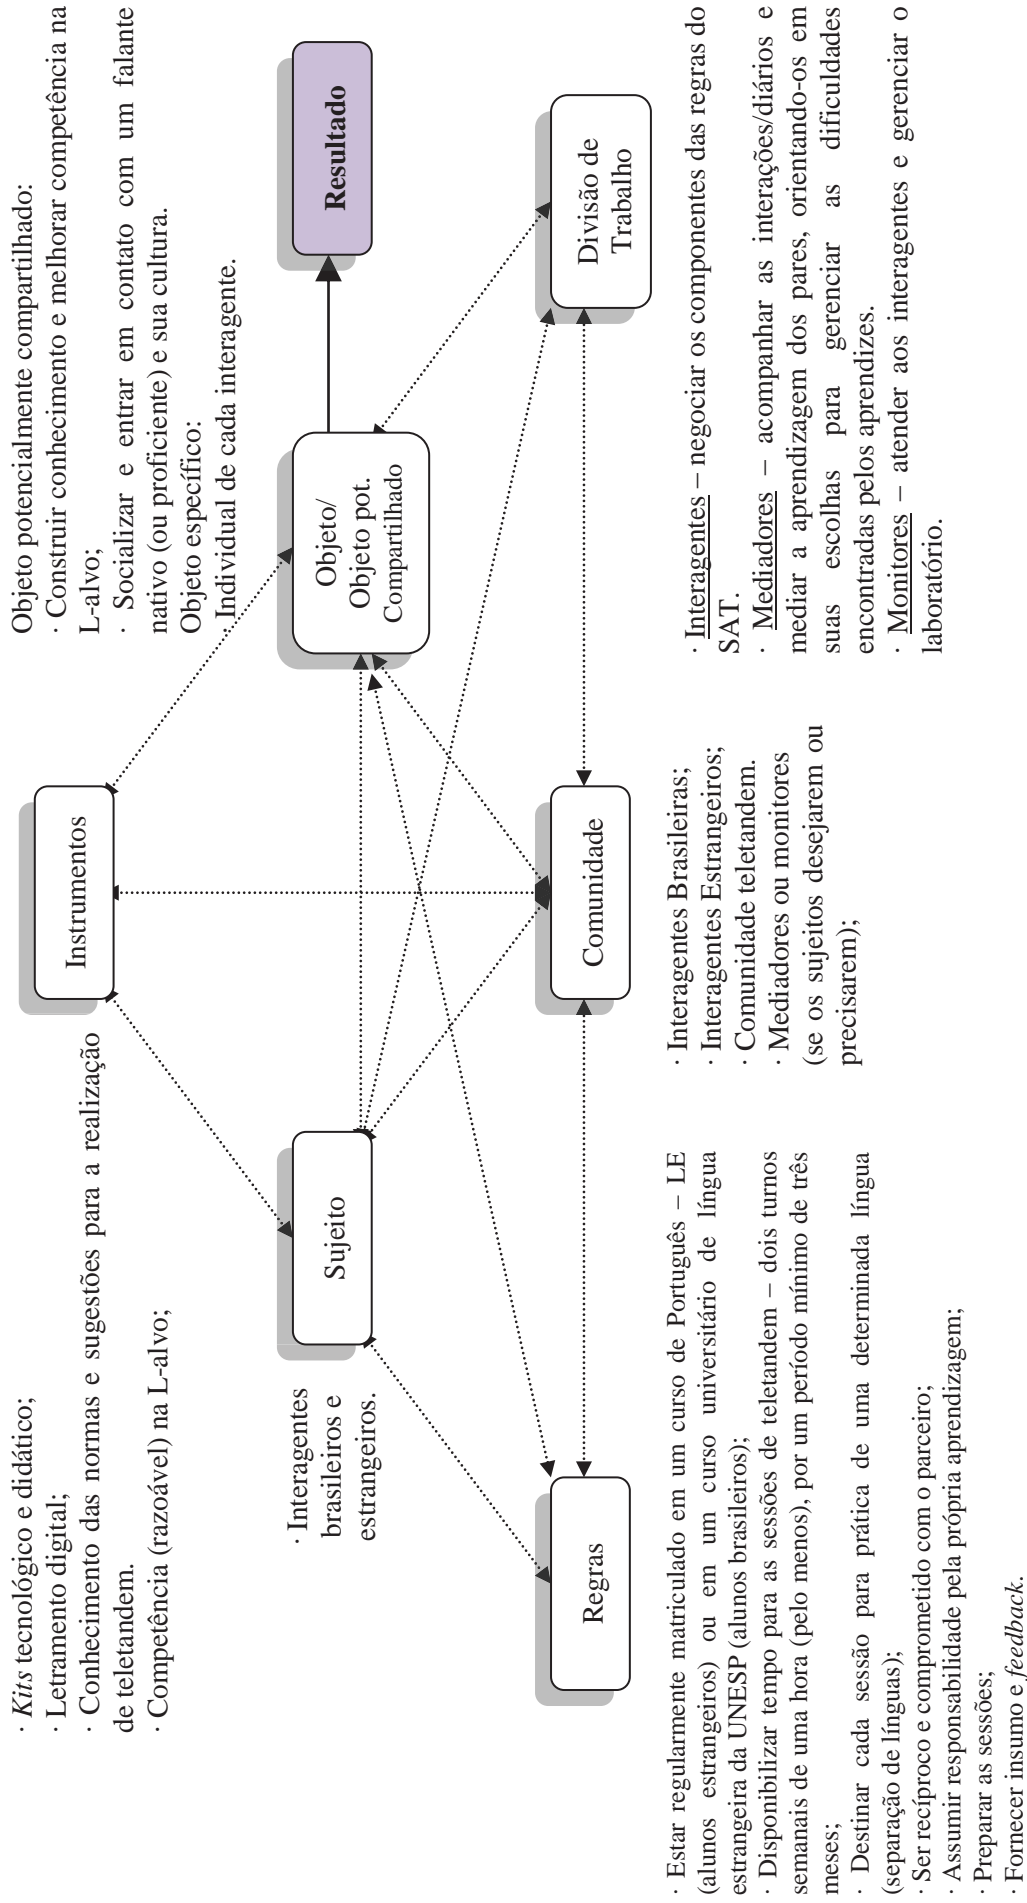 · Kits tecnológico e didático;
· Letramento digital;
· Conhecimento das normas e sugestões para a realização
de teletandem.
· Competência (razoável) na L-alvo;
Instrumentos
Objeto potencialmente compartilhado:
· Construir conhecimento e melhorar competência na
L-alvo;
· Socializar e entrar em contato com um falante
nativo (ou proficiente) e sua cultura.
Objeto específico:
· Individual de cada interagente.
· Interagentes
brasileiros e
estrangeiros.
Sujeito
Objeto/
Objeto pot.
Compartilhado
Resultado
Regras
Comunidade
Divisão de
Trabalho
· Estar regularmente matriculado em um curso de Português – LE
(alunos estrangeiros) ou em um curso universitário de língua
estrangeira da UNESP (alunos brasileiros);
· Disponibilizar tempo para as sessões de teletandem – dois turnos
semanais de uma hora (pelo menos), por um período mínimo de três
meses;
· Destinar cada sessão para prática de uma determinada língua
(separação de línguas);
· Ser recíproco e comprometido com o parceiro;
· Assumir responsabilidade pela própria aprendizagem;
· Preparar as sessões;
· Fornecer insumo e feedback.
· Interagentes Brasileiras;
· Interagentes Estrangeiros;
· Comunidade teletandem.
· Mediadores ou monitores
(se os sujeitos desejarem ou
precisarem);
· Interagentes – negociar os componentes das regras do
SAT.
· Mediadores – acompanhar as interações/diários e
mediar a aprendizagem dos pares, orientando-os em
suas escolhas para gerenciar as dificuldades
encontradas pelos aprendizes.
· Monitores – atender aos interagentes e gerenciar o
laboratório.